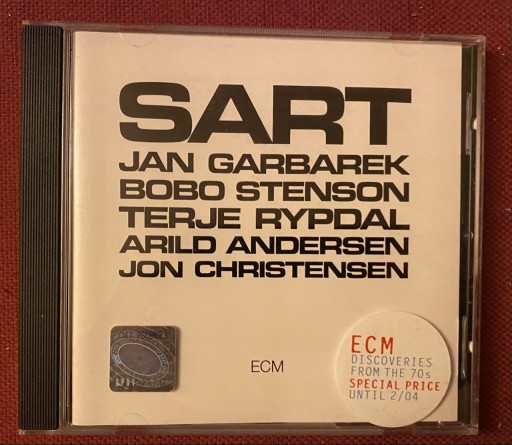 SART
JAN GARBAREK
BOBO STENSON
TERJE RYPDAL
ARILD ANDERSEN
JON CHRISTENSEN
ECM
ECM
DISCOVERIES
FROM THE 70s
SPECIAL PRICE
UNTIL 2/04